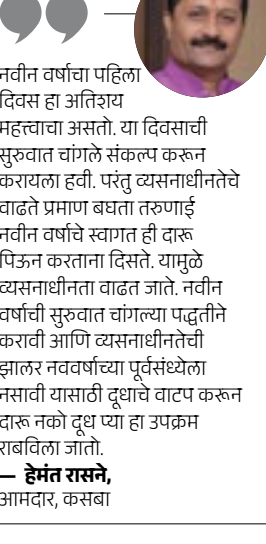 नवीन वर्षाचा पहिला
दिवस हा अतिशय
महत्त्वाचा असतो. या दिवसाची
सुरुवात चांगले संकल्प करून
करायला हवी. परंतु व्यसनाधीनतेचे
वाढते प्रमाण बघता तरुणाई
नवीन वर्षाचे स्वागत ही दारू
पिऊन करताना दिसते. यामुळे
व्यसनाधीनता वाढत जाते. नवीन
वर्षाची सुरुवात चांगल्या पद्धतीने
करावी आणि व्यसनाधीनतेची
झालर नववर्षाच्या पूर्वसंध्येला
नसावी यासाठी दूधाचे वाटप करून
दारू नको दूध प्या हा उपक्रम
राबविला जातो.
— हेमंत रासने,
आमदार, कसबा